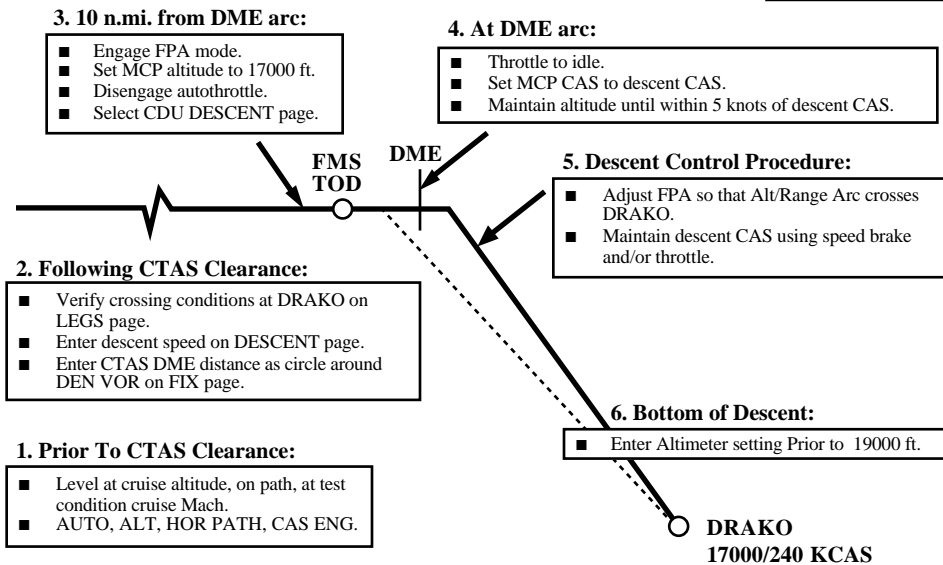 3. 10 n.mi. from DME arc:
■ Engage FPA mode.
■ Set MCP altitude to 17000 ft.
■ Disengage autothrottle.
■ Select CDU DESCENT page.
4. At DME arc:
■ Throttle to idle.
■ Set MCP CAS to descent CAS.
■ Maintain altitude until within 5 knots of descent CAS.
FMS
TOD
DME
5. Descent Control Procedure:
■ Adjust FPA so that Alt/Range Arc crosses
DRAKO.
■ Maintain descent CAS using speed brake
and/or throttle.
2. Following CTAS Clearance:
■ Verify crossing conditions at DRAKO on
LEGS page.
■ Enter descent speed on DESCENT page.
■ Enter CTAS DME distance as circle around
DEN VOR on FIX page.
6. Bottom of Descent:
■ Enter Altimeter setting Prior to 19000 ft.
1. Prior To CTAS Clearance:
■ Level at cruise altitude, on path, at test
condition cruise Mach.
■ AUTO, ALT, HOR PATH, CAS ENG.
DRAKO
17000/240 KCAS